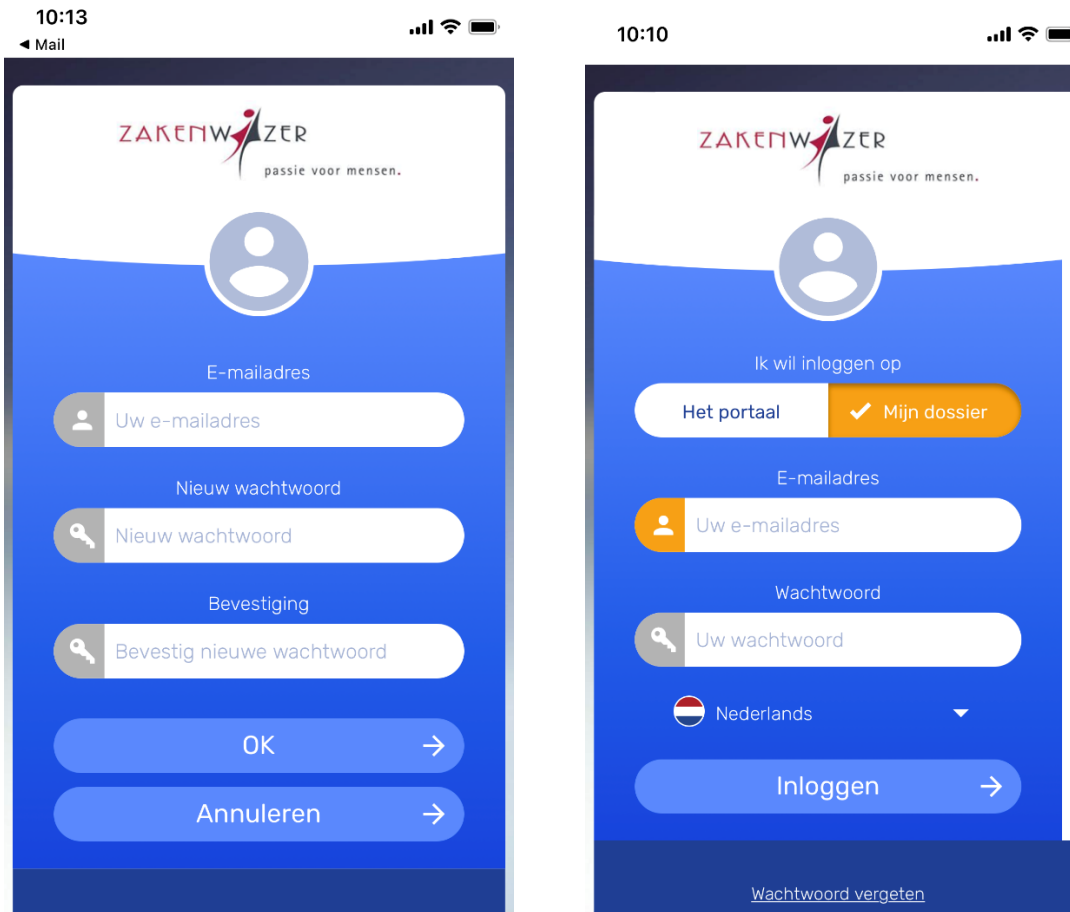 10:13
Mail
ZAKENWIJZER
passie voor mensen.
E-mailadres
Uw e-mailadres
Nieuw wachtwoord
Nieuw wachtwoord
Bevestiging
Bevestig nieuwe wachtwoord
OK
Annuleren
10:10
ZAKENWIJZER
passie voor mensen.
Ik wil inloggen op
Het portaal
Mijn dossier
E-mailadres
Uw e-mailadres
Wachtwoord
Uw wachtwoord
Nederlands
Inloggen
Wachtwoord vergeten